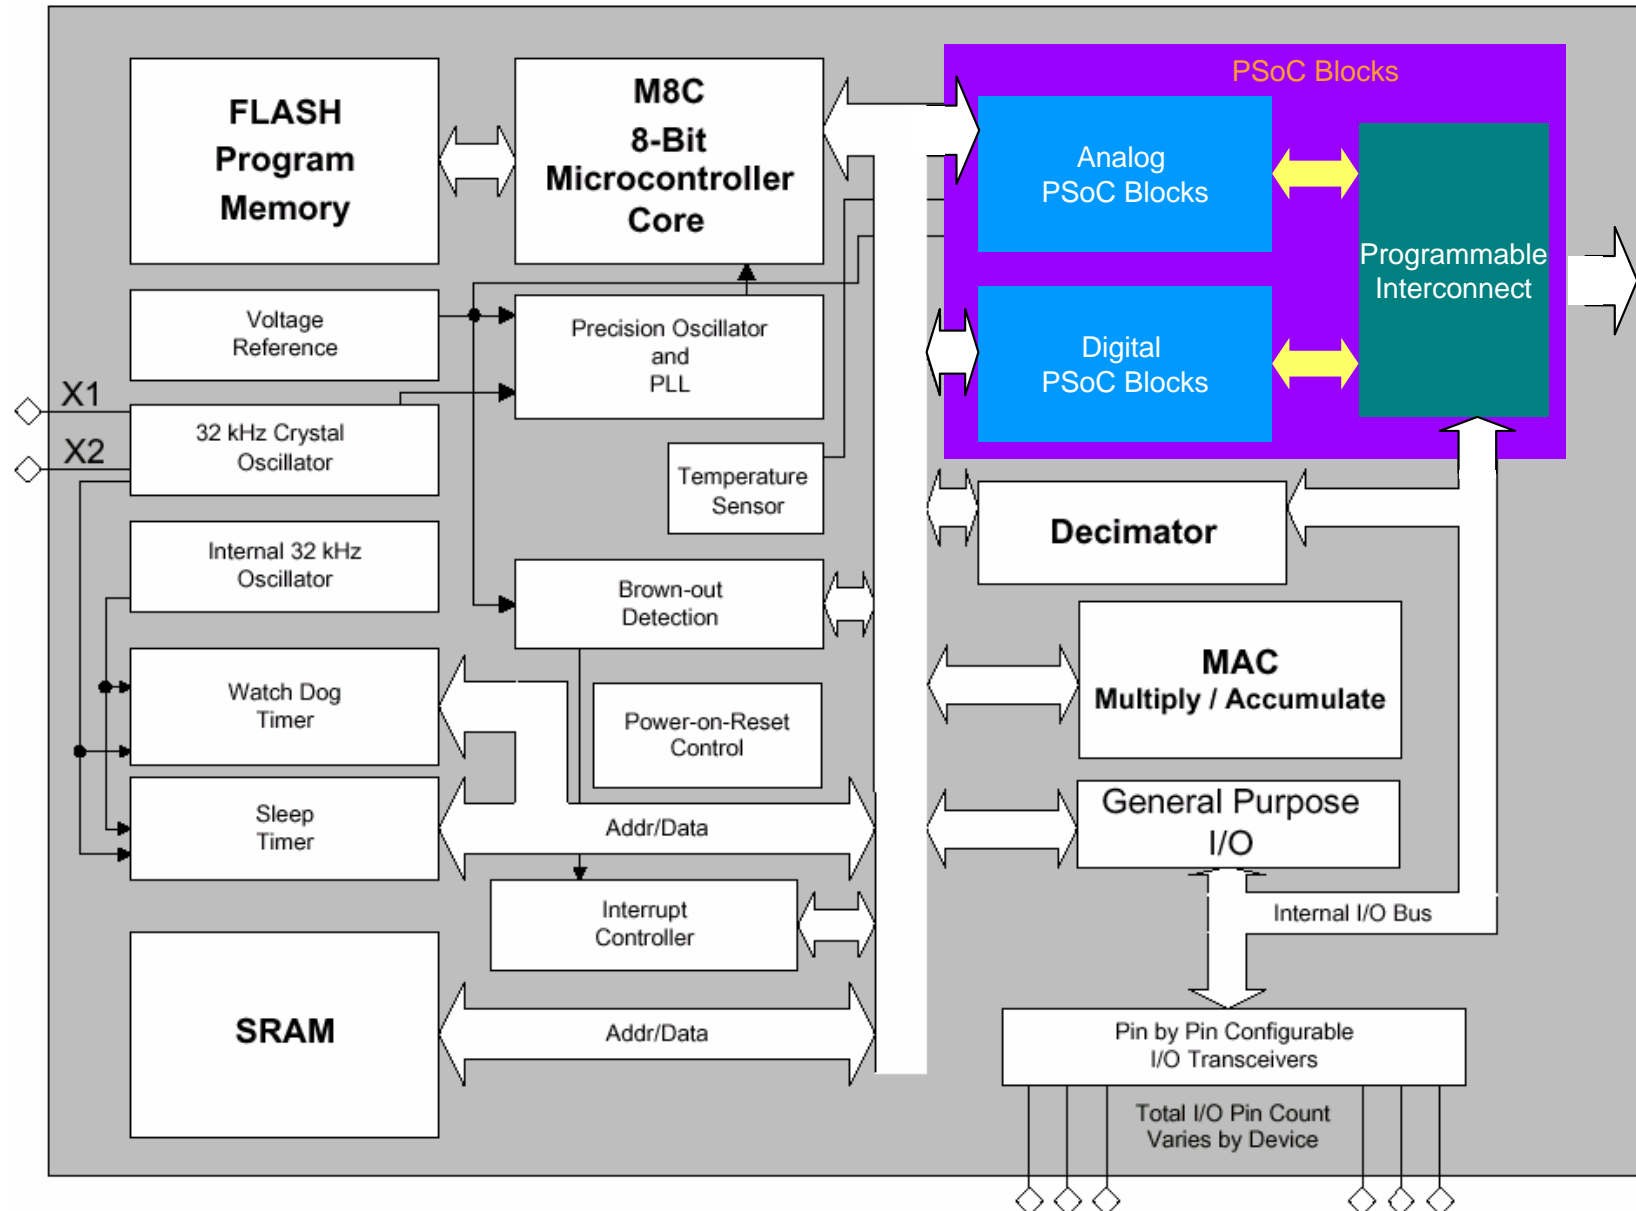 FLASH
Program
Memory
M8C
8-Bit
Microcontroller
Core
PSoC Blocks
Analog
PSoC Blocks
Programmable
Interconnect
Digital
PSoC Blocks
Voltage
Reference
Precision Oscillator
and
PLL
X1
X2
32 kHz Crystal
Oscillator
Temperature
Sensor
Decimator
Internal 32 kHz
Oscillator
Brown-out
Detection
MAC
Multiply / Accumulate
Watch Dog
Timer
Power-on-Reset
Control
General Purpose
I/O
Sleep
Timer
Addr/Data
Interrupt
Controller
Internal I/O Bus
SRAM
Addr/Data
Pin by Pin Configurable
I/O Transceivers
Total I/O Pin Count
Varies by Device